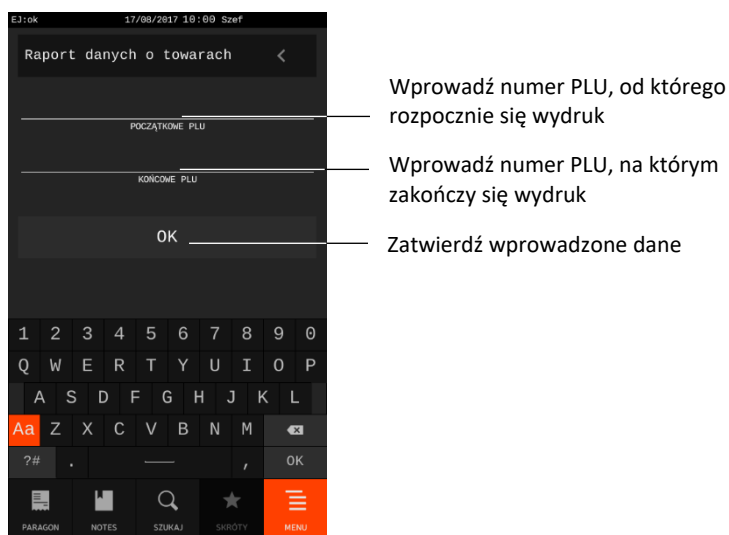 EJ:ok 17/08/2017 10:00 Szef
Raport danych o towarach <
POCZĄTKOWE PLU
KOŃCOWE PLU
OK
Wprowadź numer PLU, od którego
rozpocznie się wydruk
Wprowadź numer PLU, na którym
zakończy się wydruk
Zatwierdź wprowadzone dane
1 2 3 4 5 6 7 8 9 0
Q W E R T Y U I O P
A S D F G H J K L
Aa Z X C V B N M
?# . , OK
PARAGON NOTES SZUKAJ SKRÓTY MENU